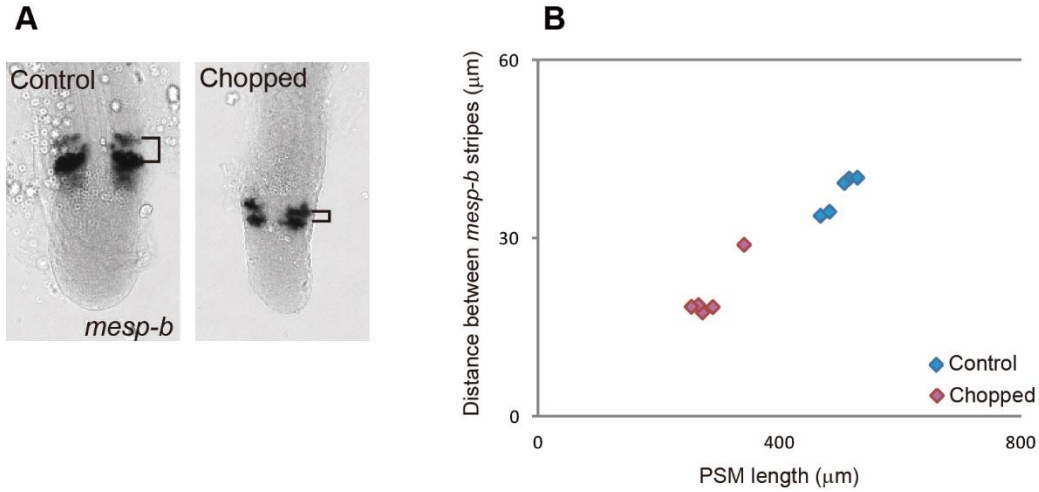 A
Control
Chopped
mesp-b
B
Distance between mesp-b stripes (μm)
60
30
0
0
400
800
PSM length (μm)
Control
Chopped